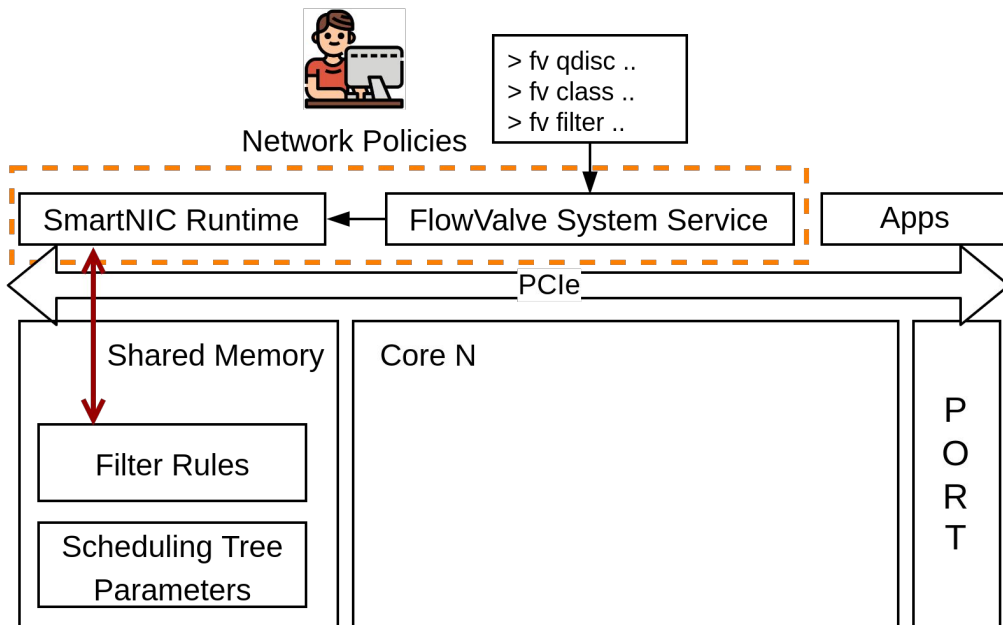 > fv qdisc ..
> fv class ..
> fv filter ..
Network Policies
SmartNIC Runtime
FlowValve System Service
Apps
PCIe
Shared Memory
Core N
Filter Rules
Scheduling Tree
Parameters
P
O
R
T